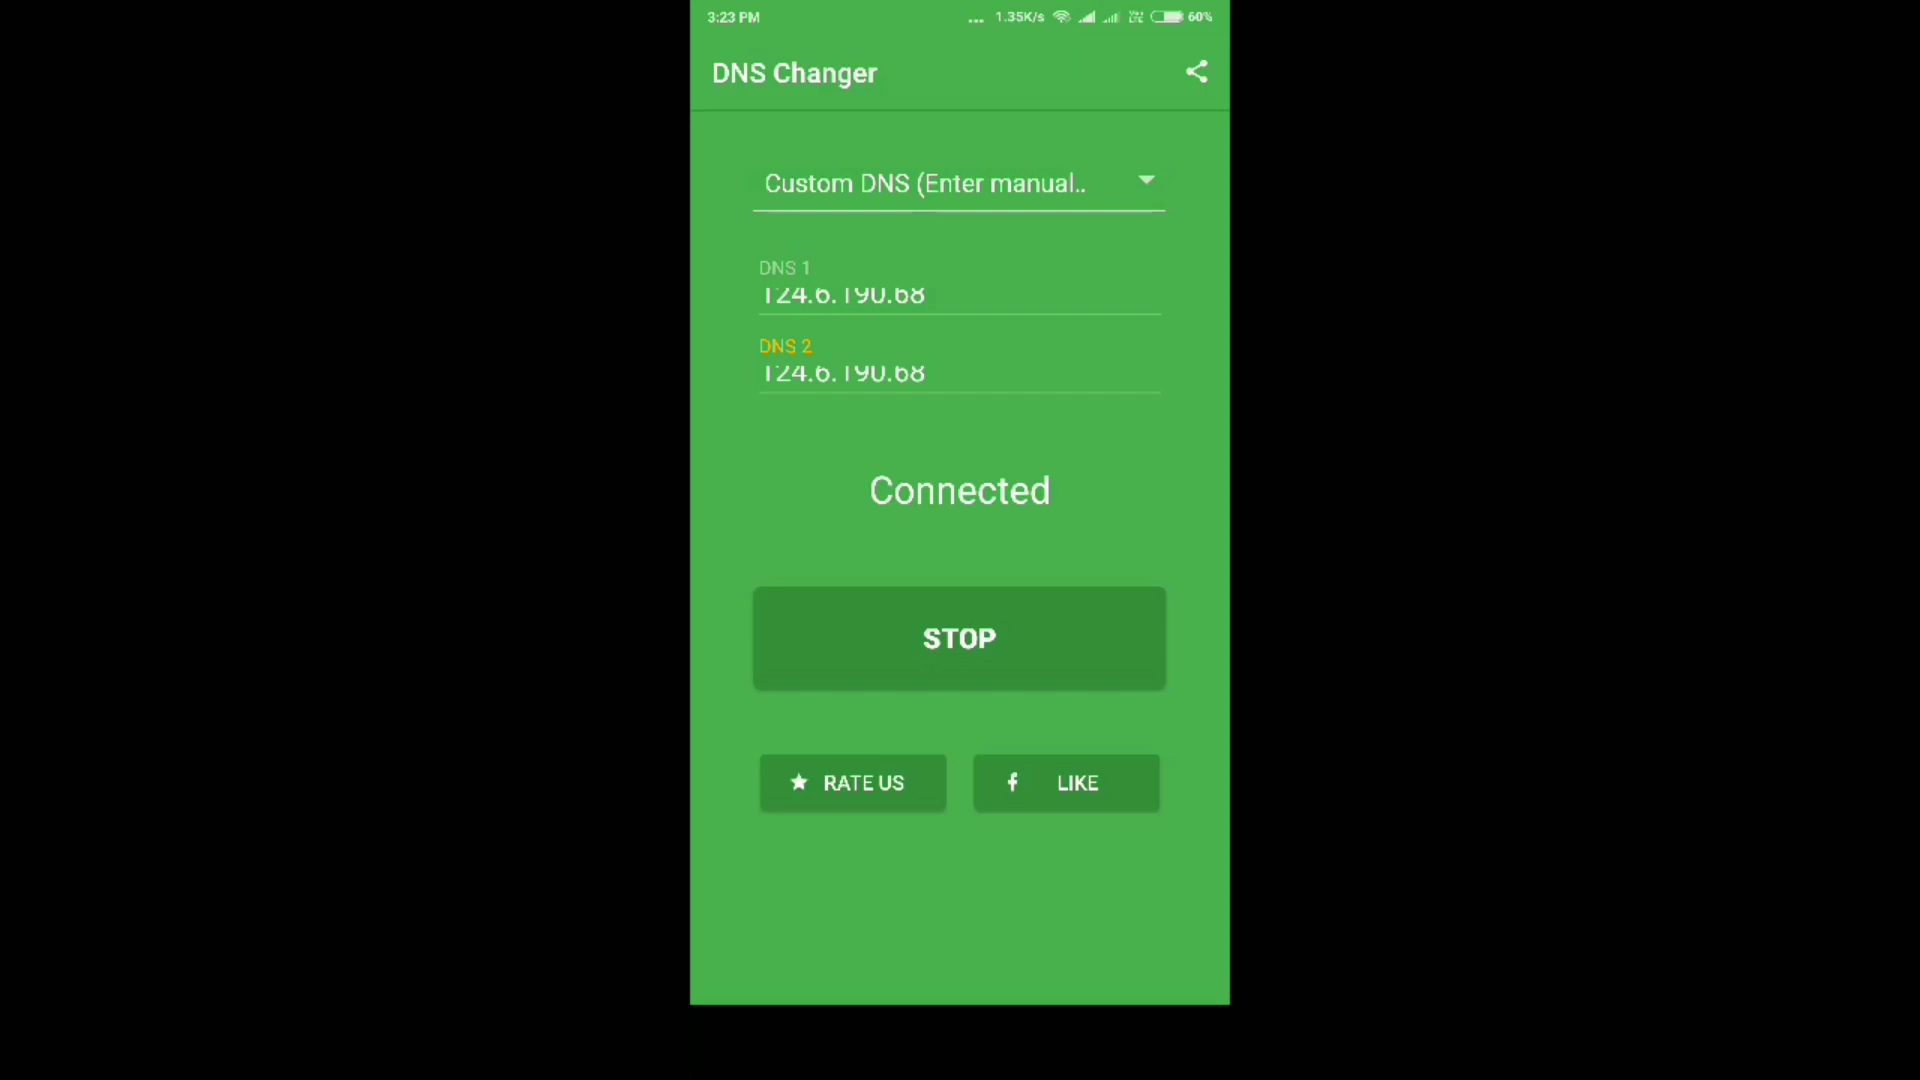 3:23 PM
... 1.35K/s 60%
DNS Changer
Custom DNS (Enter manual..
DNS 1
124.6.190.68
DNS 2
124.6.190.68
Connected
STOP
RATE US
LIKE